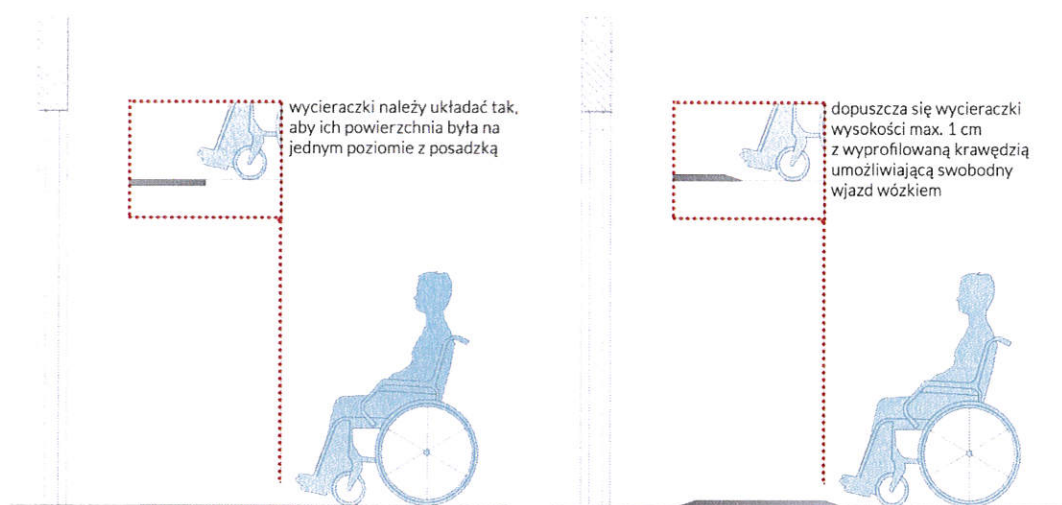 wycieraczki należy układać tak,
aby ich powierzchnia była na
jednym poziomie z posadzką
dopuszcza się wycieraczki
wysokości max. 1 cm
z wyprofilowaną krawędzią
umożliwiającą swobodny
wjazd wózkiem